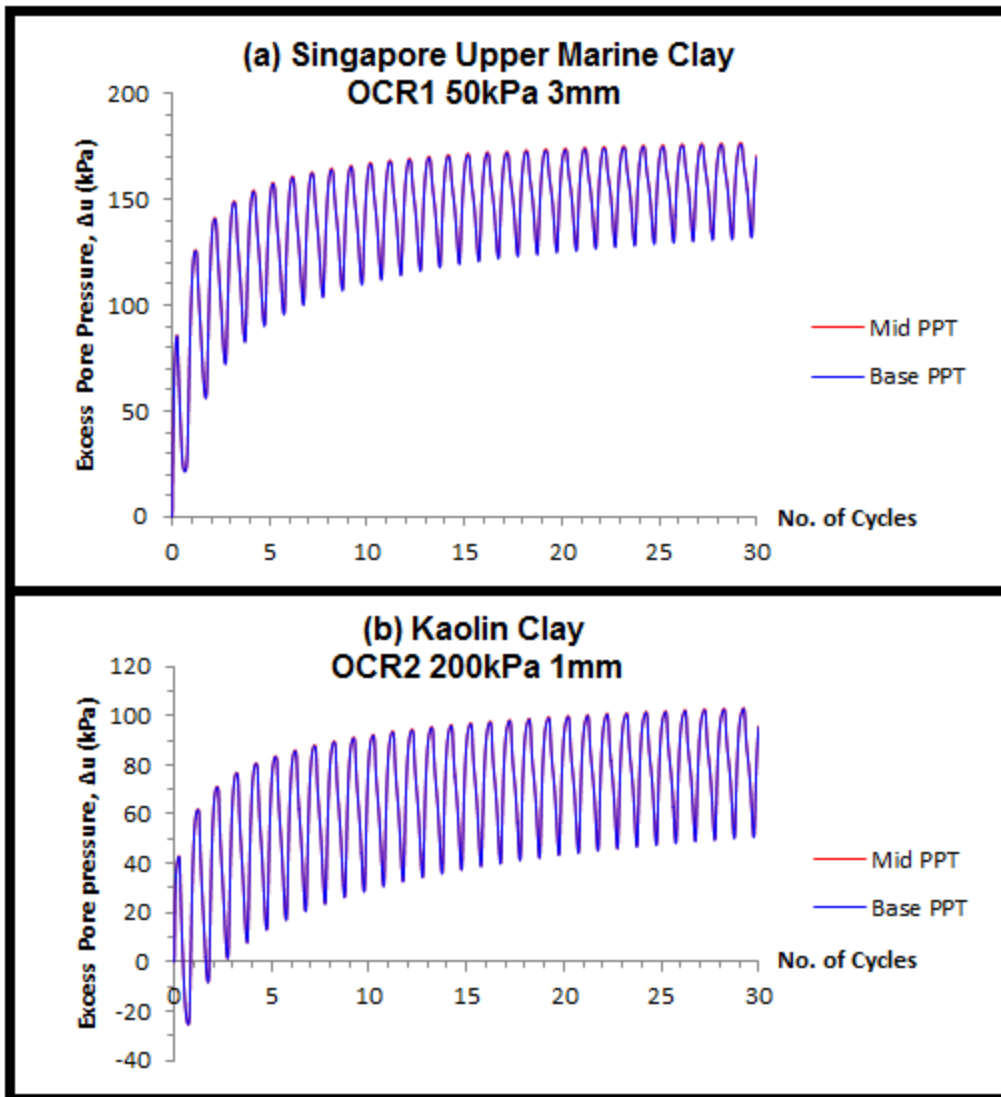 (a) Singapore Upper Marine Clay
OCR1 50kPa 3mm
Excess Pore Pressure, Δu (kPa)
200
150
100
50
0
0 5 10 15 20 25 30
No. of Cycles
Mid PPT
Base PPT
(b) Kaolin Clay
OCR2 200kPa 1mm
Excess Pore pressure, Δu (kPa)
120
100
80
60
40
20
0
-20
-40
0 5 10 15 20 25 30
No. of Cycles
Mid PPT
Base PPT